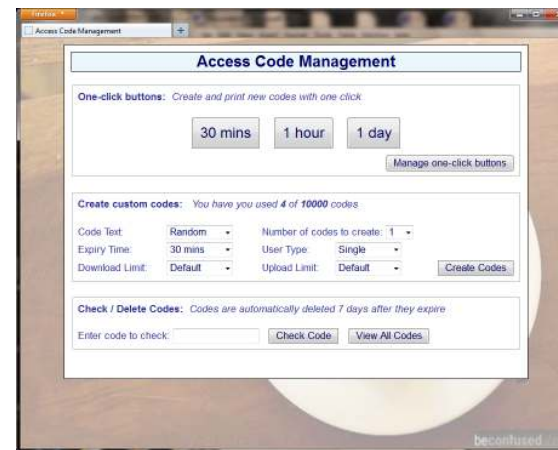 Firefox
Access Code Management
Access Code Management
One-click buttons: Create and print new codes with one click
30 mins 1 hour 1 day
Manage one-click buttons
Create custom codes: You have you used 4 of 10000 codes
Code Text: Random Number of codes to create: 1
Expiry Time: 30 mins User Type: Single
Download Limit: Default Upload Limit: Default Create Codes
Check / Delete Codes: Codes are automatically deleted 7 days after they expire
Enter code to check: Check Code View All Codes
beconfused